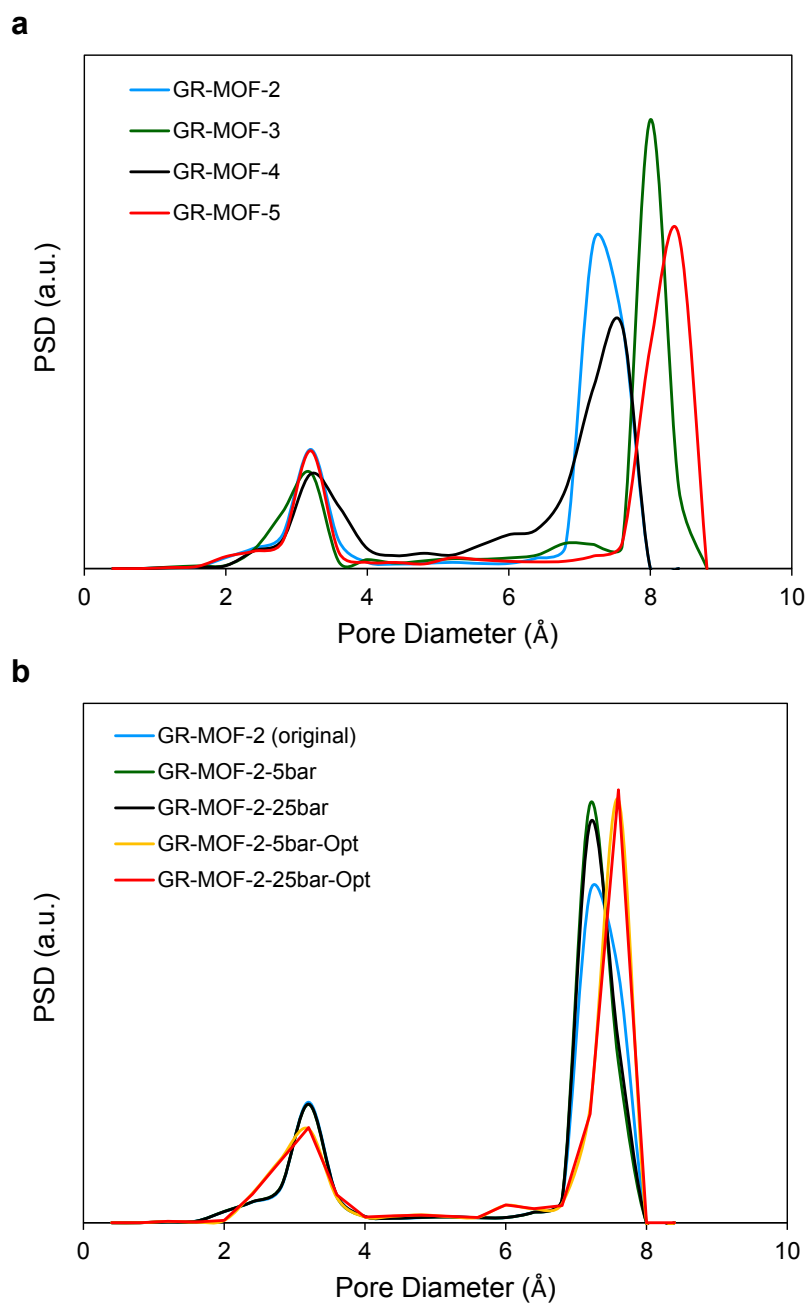 a
GR-MOF-2
GR-MOF-3
GR-MOF-4
GR-MOF-5
PSD (a.u.)
0 2 4 6 8 10
Pore Diameter (Å)
b
GR-MOF-2 (original)
GR-MOF-2-5bar
GR-MOF-2-25bar
GR-MOF-2-5bar-Opt
GR-MOF-2-25bar-Opt
PSD (a.u.)
0 2 4 6 8 10
Pore Diameter (Å)